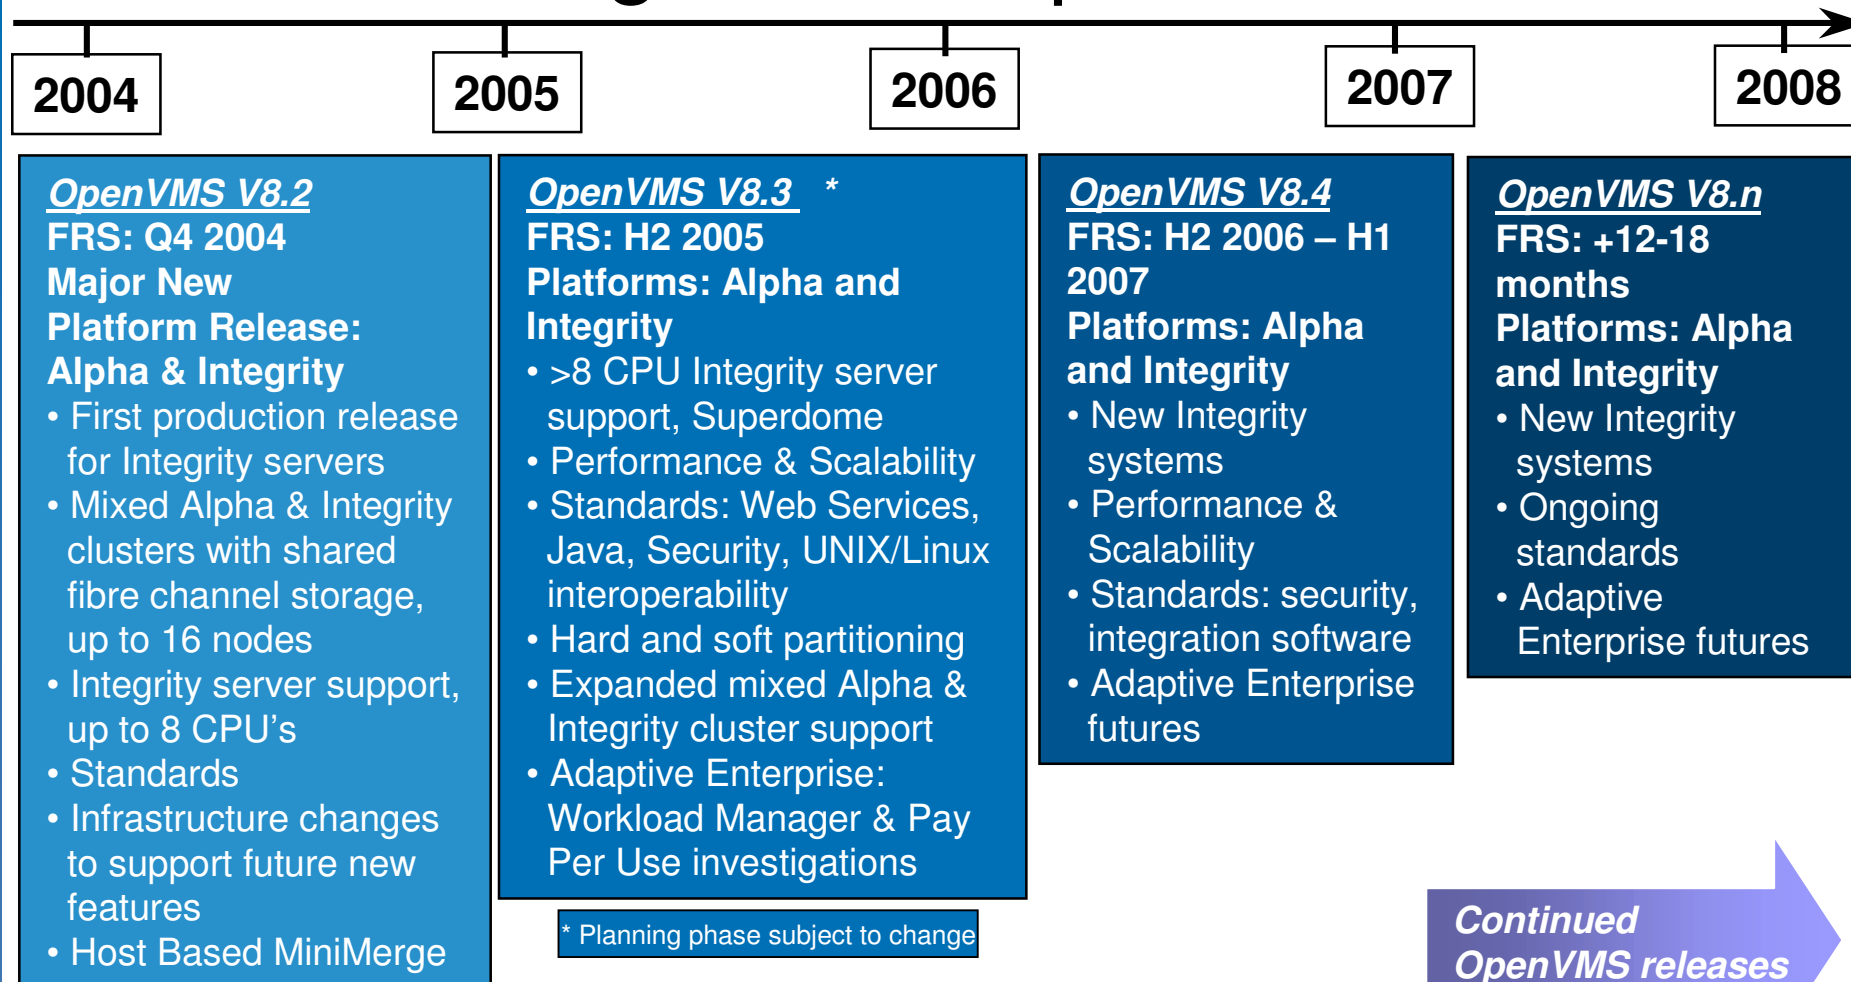 2004
2005
2006
2007
2008
OpenVMS V8.2
FRS: Q4 2004
Major New
Platform Release:
Alpha & Integrity
• First production release
for Integrity servers
• Mixed Alpha & Integrity
clusters with shared
fibre channel storage,
up to 16 nodes
• Integrity server support,
up to 8 CPU’s
• Standards
• Infrastructure changes
to support future new
features
• Host Based MiniMerge
OpenVMS V8.3 *
FRS: H2 2005
Platforms: Alpha and
Integrity
• >8 CPU Integrity server
support, Superdome
• Performance & Scalability
• Standards: Web Services,
Java, Security, UNIX/Linux
interoperability
• Hard and soft partitioning
• Expanded mixed Alpha &
Integrity cluster support
• Adaptive Enterprise:
Workload Manager & Pay
Per Use investigations
* Planning phase subject to change
OpenVMS V8.4
FRS: H2 2006 – H1
2007
Platforms: Alpha
and Integrity
• New Integrity
systems
• Performance &
Scalability
• Standards: security,
integration software
• Adaptive Enterprise
futures
OpenVMS V8.n
FRS: +12-18
months
Platforms: Alpha
and Integrity
• New Integrity
systems
• Ongoing
standards
• Adaptive
Enterprise futures
Continued
OpenVMS releases